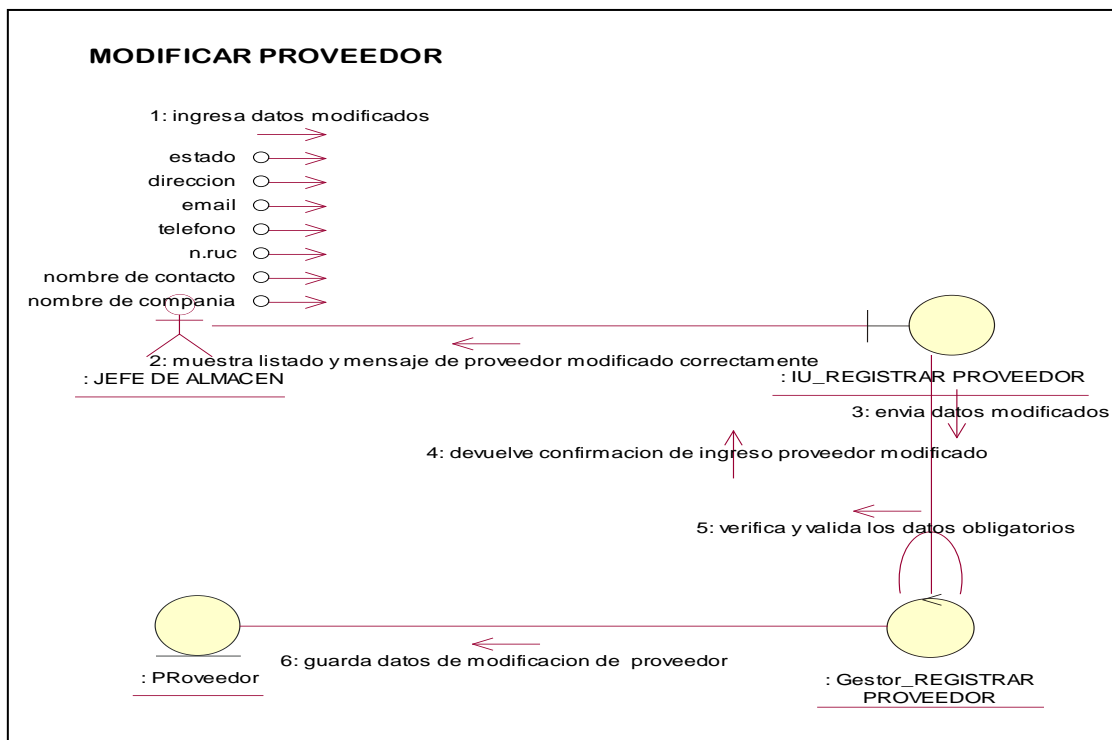 MODIFICAR PROVEEDOR
1: ingresa datos modificados
estado
direccion
email
telefono
n.ruc
nombre de contacto
nombre de compania
2: muestra listado y mensaje de proveedor modificado correctamente
: JEFE DE ALMACEN
: IU_REGISTRAR PROVEEDOR
3: envia datos modificados
4: devuelve confirmacion de ingreso proveedor modificado
5: verifica y valida los datos obligatorios
6: guarda datos de modificacion de proveedor
: PRoveedor
: Gestor_REGISTRAR
PROVEEDOR